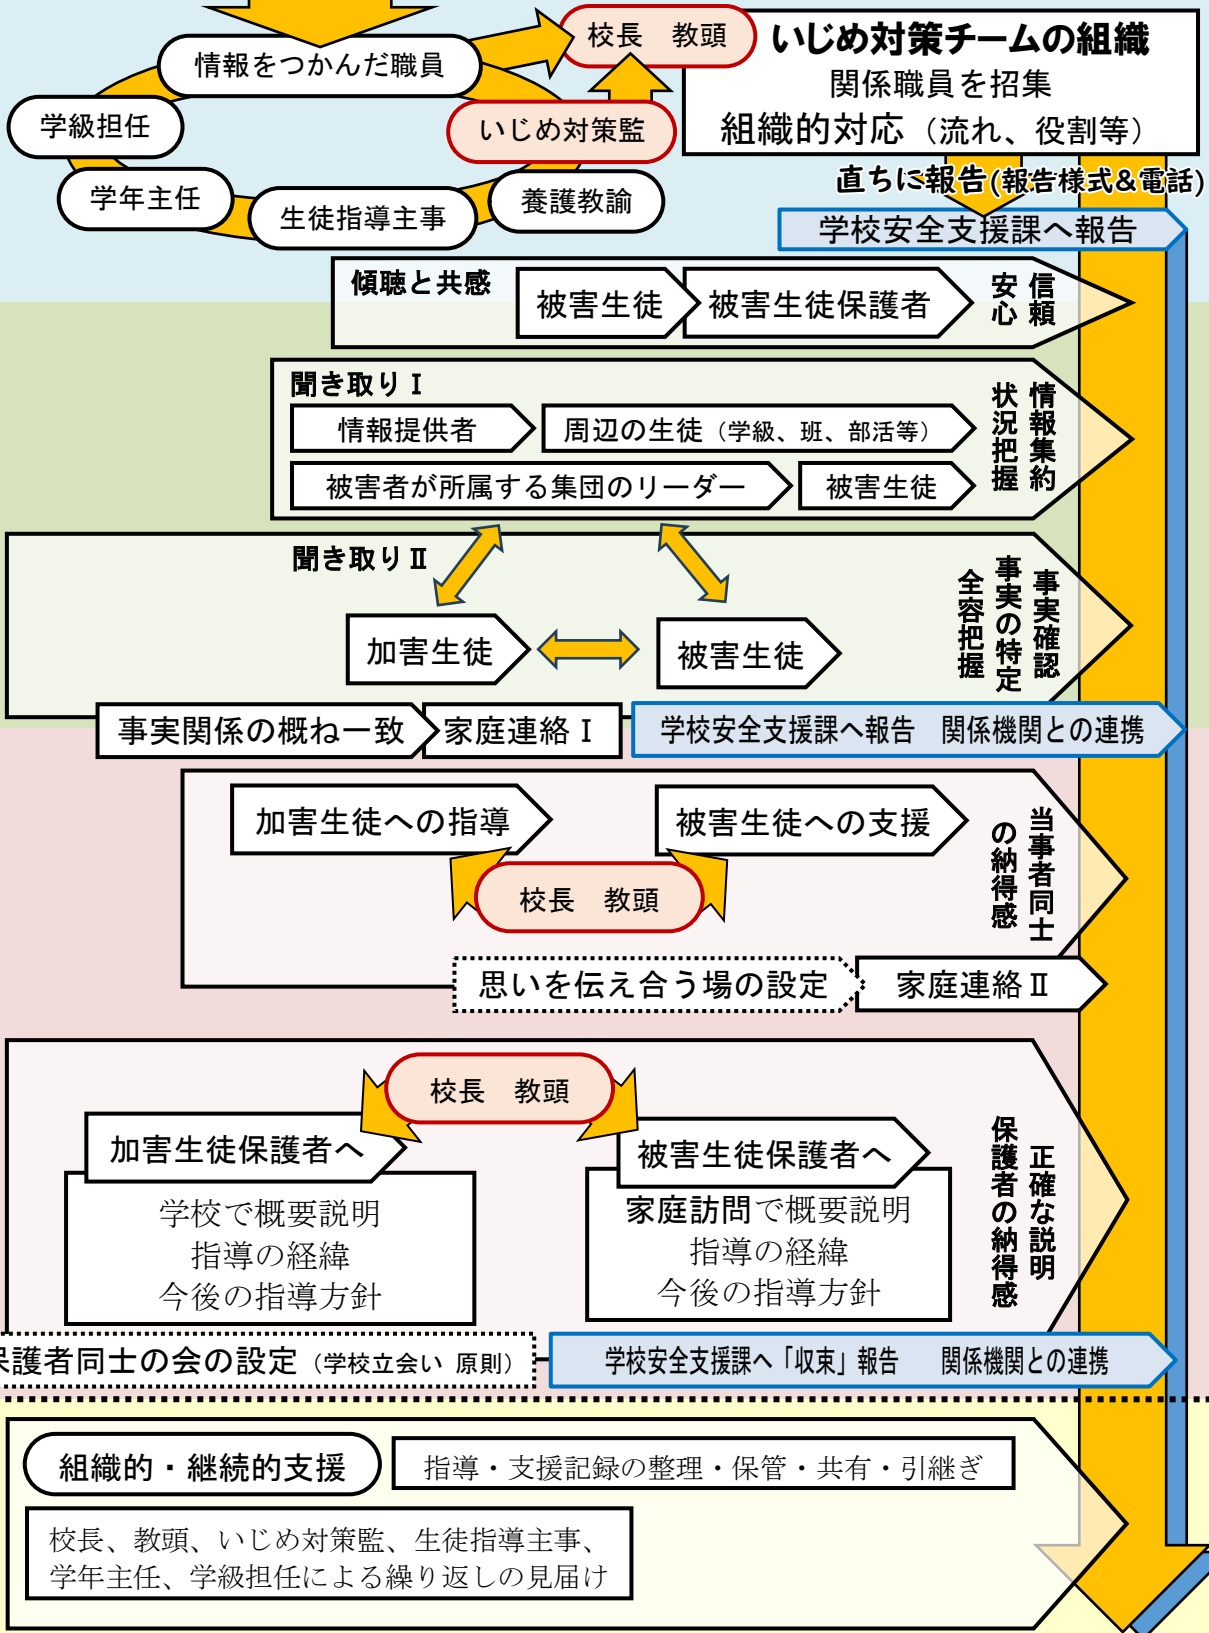 情報をつかんだ職員
校長　教頭
いじめ対策チームの組織
関係職員を招集
組織的対応（流れ、役割等）
学級担任
いじめ対策監
学年主任
生徒指導主事
養護教諭
直ちに報告(報告様式&電話)
学校安全支援課へ報告
傾聴と共感
被害生徒
被害生徒保護者
信頼
安心
聞き取りⅠ
情報提供者
周辺の生徒（学級、班、部活等）
被害者が所属する集団のリーダー
被害生徒
情報集約
状況把握
聞き取りⅡ
加害生徒
被害生徒
事実確認
事実の特定
全容把握
事実関係の概ね一致
家庭連絡Ⅰ
学校安全支援課へ報告　関係機関との連携
加害生徒への指導
被害生徒への支援
校長　教頭
当事者同士
の納得感
思いを伝え合う場の設定
家庭連絡Ⅱ
校長　教頭
加害生徒保護者へ
学校で概要説明
指導の経緯
今後の指導方針
被害生徒保護者へ
家庭訪問で概要説明
指導の経緯
今後の指導方針
正確な説明
保護者の納得感
保護者同士の会の設定（学校立会い 原則）
学校安全支援課へ「収束」報告　関係機関との連携
組織的・継続的支援
指導・支援記録の整理・保管・共有・引継ぎ
校長、教頭、いじめ対策監、生徒指導主事、
学年主任、学級担任による繰り返しの見届け